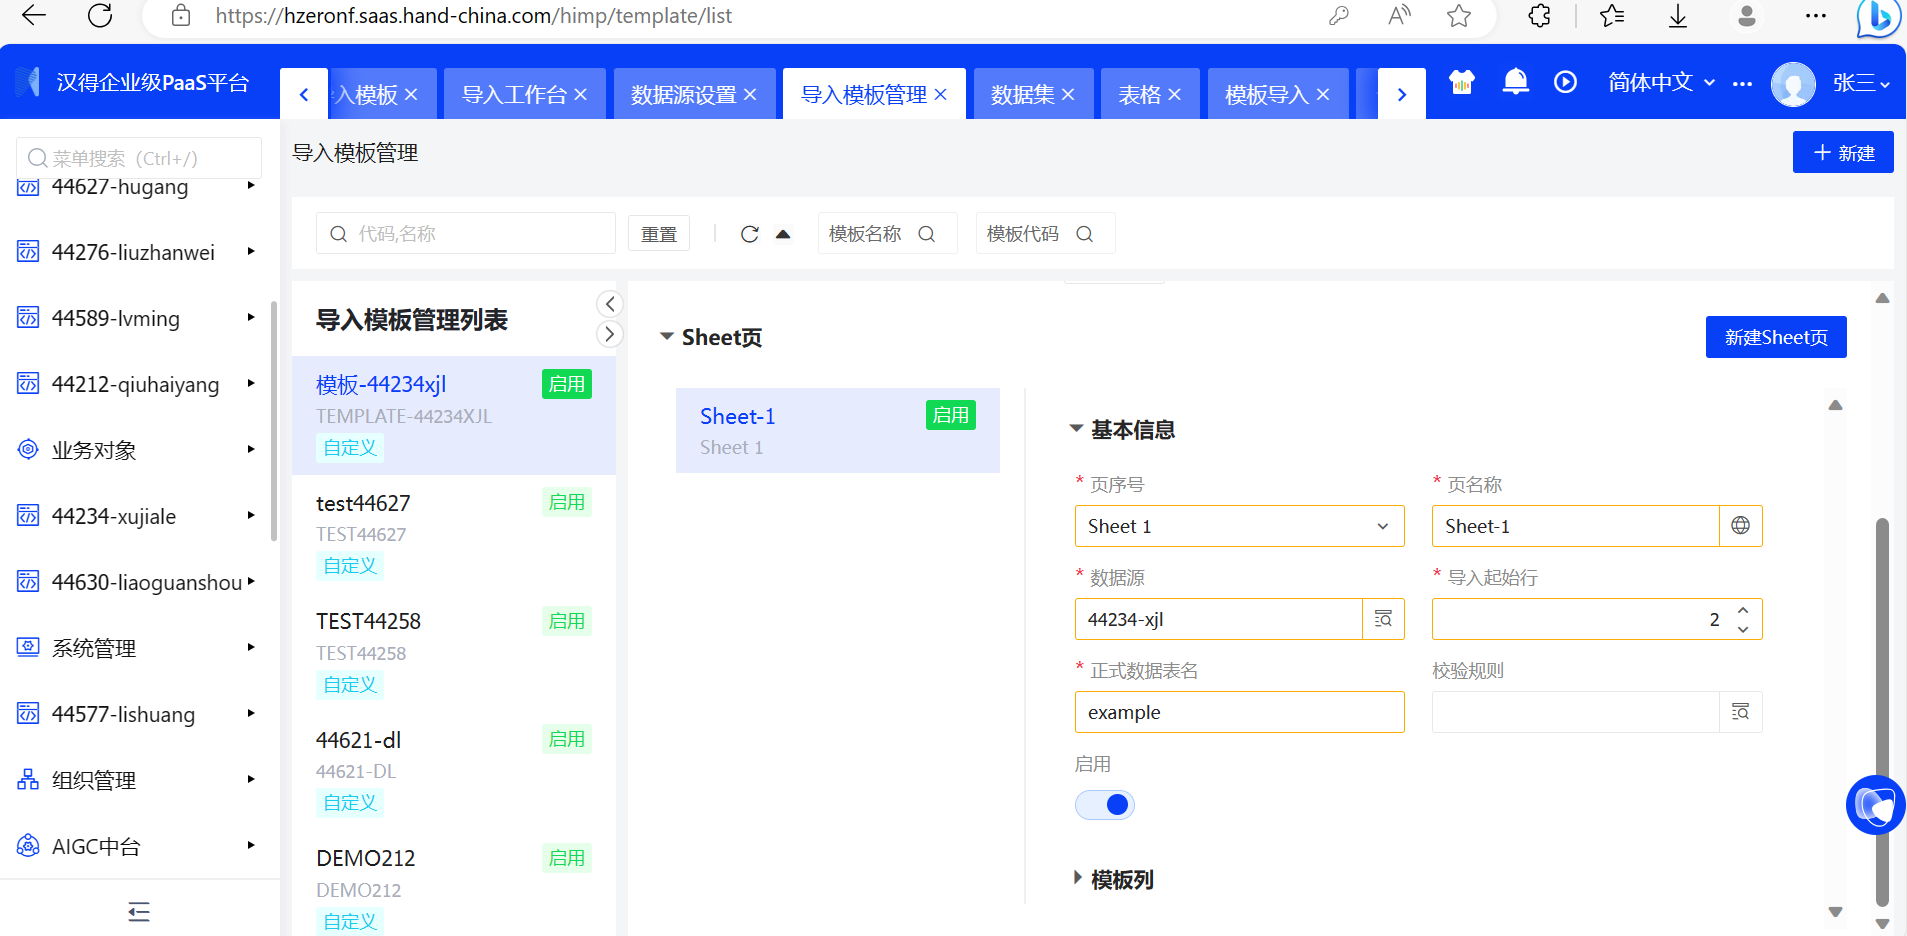 https://hzeronf.saas.hand-china.com/himp/template/list
汉得企业级PaaS平台
入模板 ×
导入工作台 ×
数据源设置 ×
导入模板管理 ×
数据集 ×
表格 ×
模板导入 ×
简体中文
张三
菜单搜索（Ctrl+/）
44627-hugang
44276-liuzhanwei
44589-lvming
44212-qiuhaiyang
业务对象
44234-xujiale
44630-liaoguanshou
系统管理
44577-lishuang
组织管理
AIGC中台
导入模板管理
+ 新建
代码,名称
重置
模板名称
模板代码
导入模板管理列表
模板-44234xjl
启用
TEMPLATE-44234XJL
自定义
test44627
启用
TEST44627
自定义
TEST44258
启用
TEST44258
自定义
44621-dl
启用
44621-DL
自定义
DEMO212
启用
DEMO212
自定义
Sheet页
新建Sheet页
Sheet-1
启用
Sheet 1
基本信息
* 页序号
Sheet 1
* 页名称
Sheet-1
* 数据源
44234-xjl
* 导入起始行
2
* 正式数据表名
example
校验规则
启用
模板列